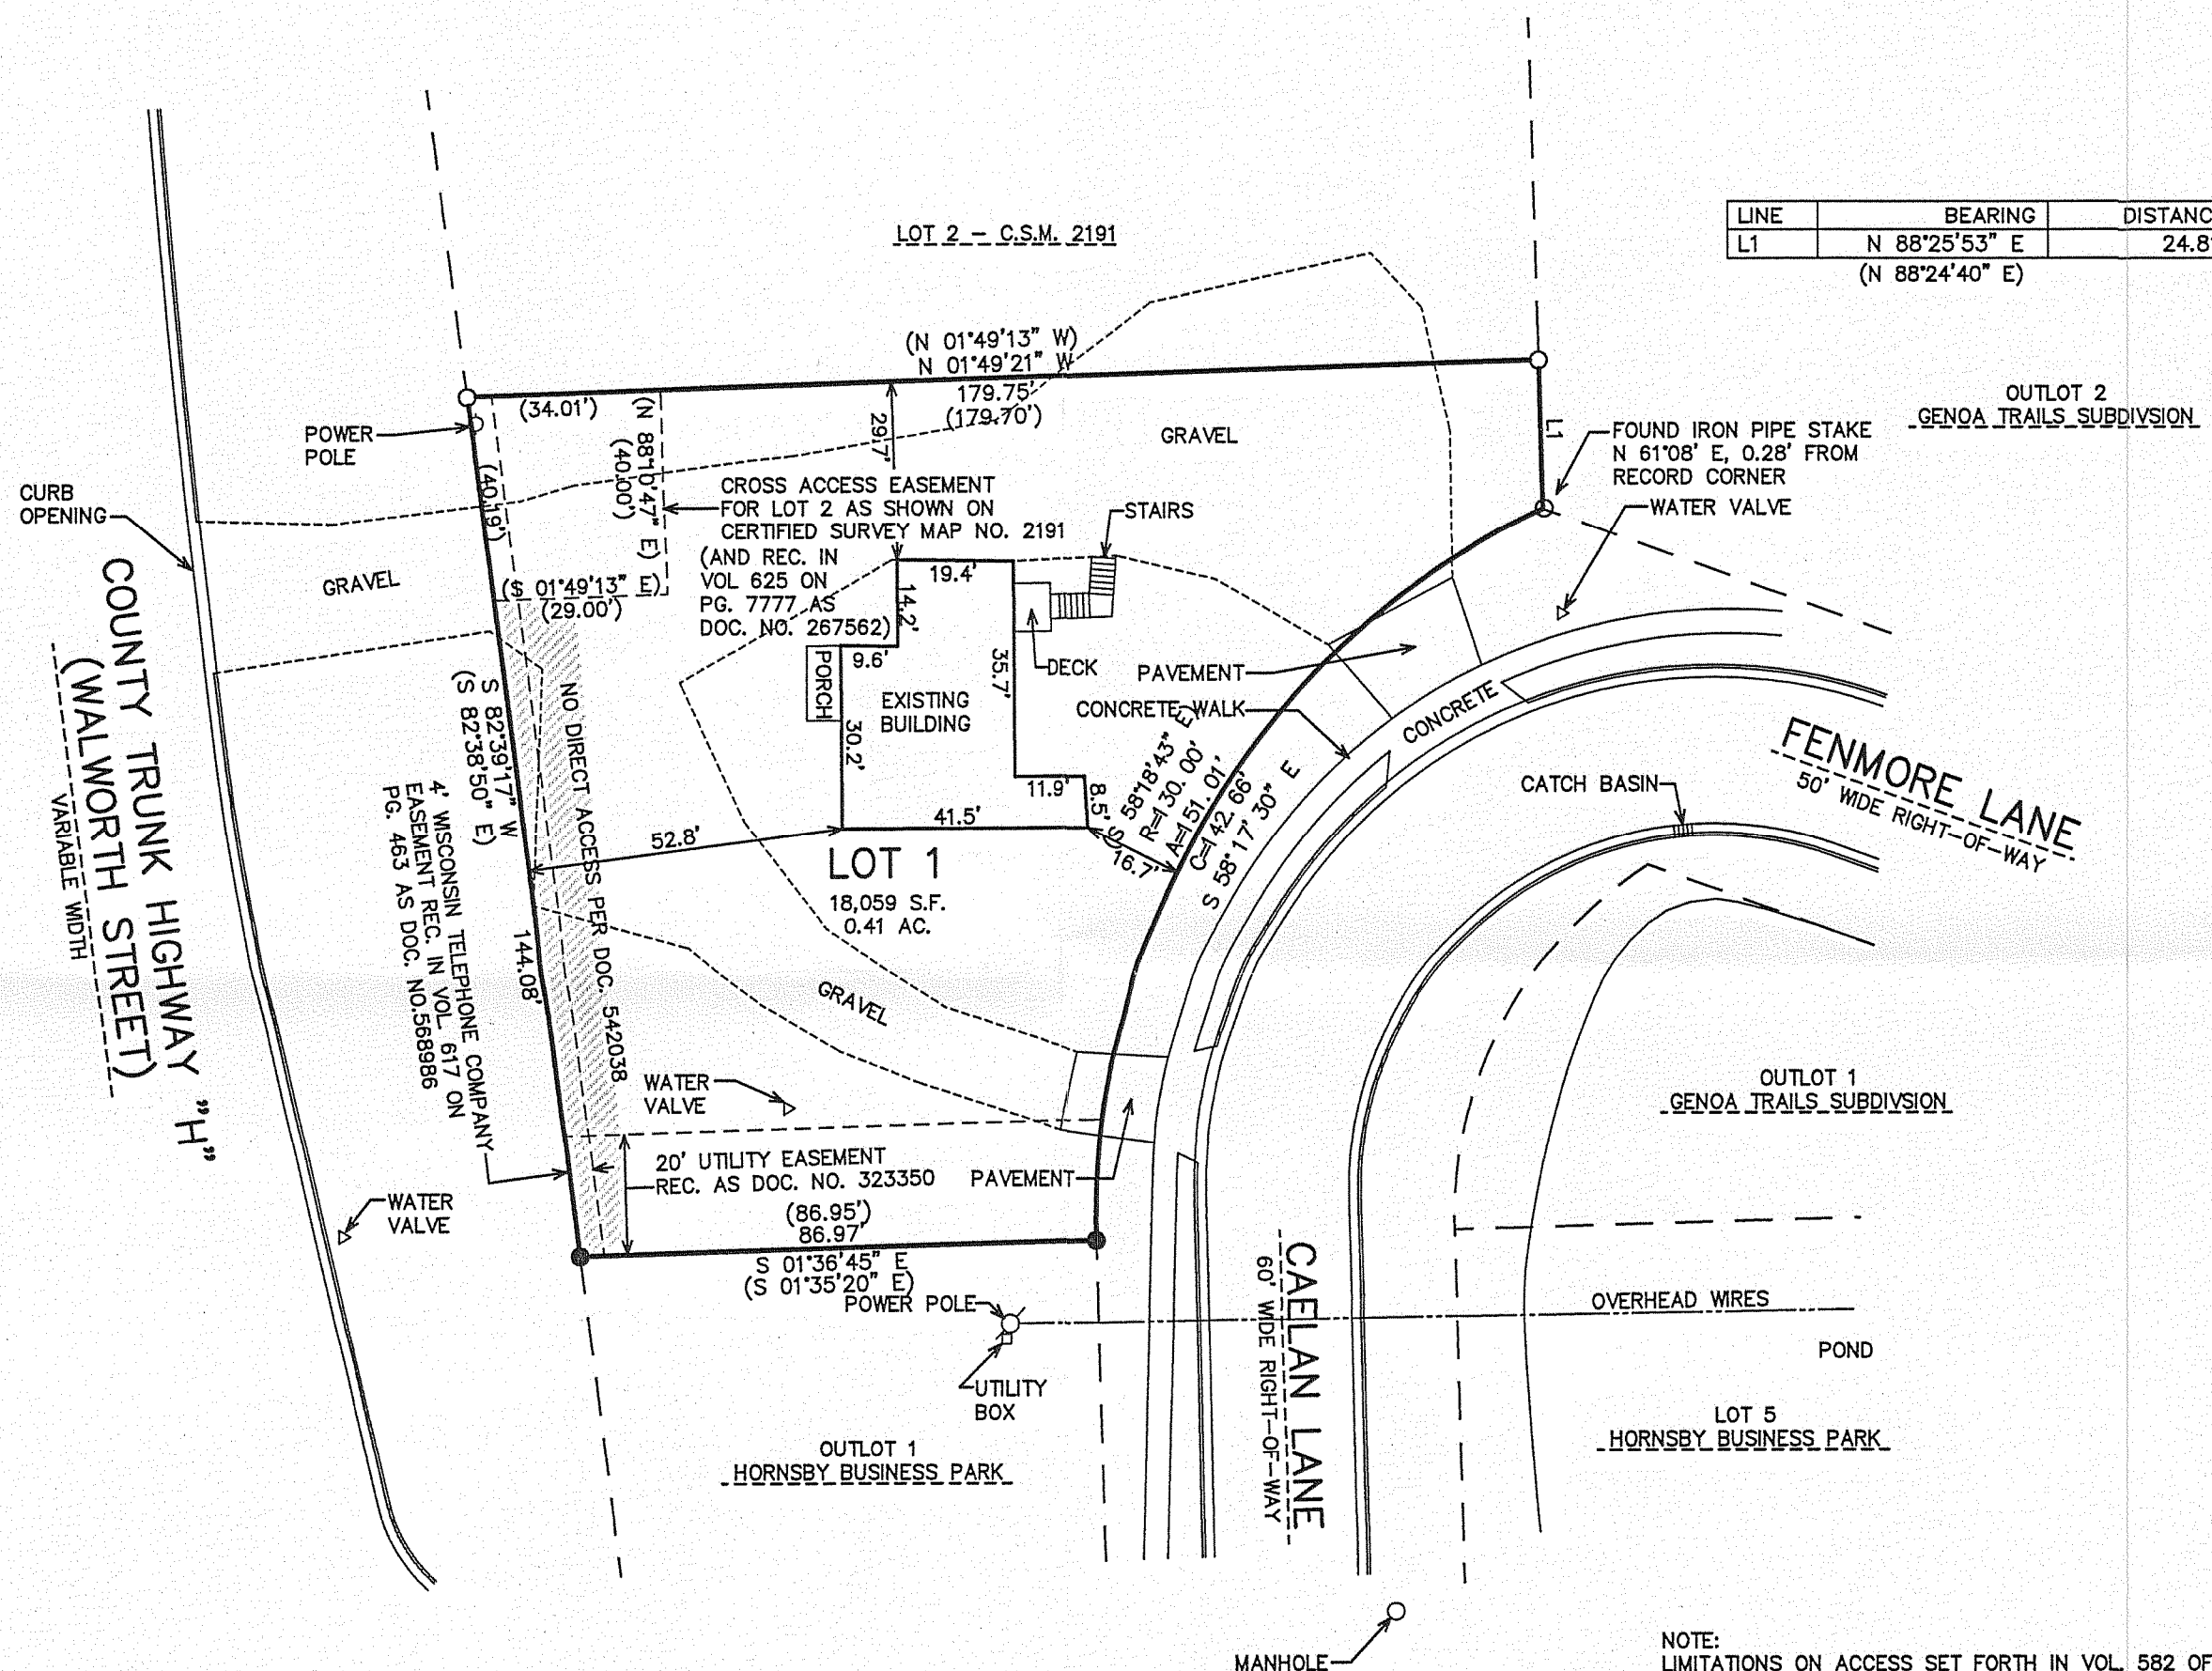 LOT 2 - C.S.M. 2191
LINE BEARING DISTANC
L1 N 88°25'53" E 24.8
(N 88°24'40" E)
(N 01°49'13" W)
N 01°49'21" W
179.75'
(179.70')
(34.01')
(N 88°10'47" E)
(40.00')
29.7'
GRAVEL
L1
OUTLOT 2
GENOA TRAILS SUBDIVSION
FOUND IRON PIPE STAKE
N 61°08' E, 0.28' FROM
RECORD CORNER
WATER VALVE
POWER
POLE
(40.19')
CURB
OPENING
CROSS ACCESS EASEMENT
FOR LOT 2 AS SHOWN ON
CERTIFIED SURVEY MAP NO. 2191
(AND REC. IN
VOL 625 ON
PG. 7777 AS
DOC. NO. 267562)
STAIRS
GRAVEL
(S 01°49'13" E)
(29.00')
19.4'
14.2'
9.6'
PORCH
35.7'
DECK
EXISTING
BUILDING
30.2'
11.9'
8.5'
41.5'
52.8'
16.7'
PAVEMENT
CONCRETE WALK
CONCRETE
(S 58°18'43" E)
R=130.00'
A=151.01'
C=142.66'
S 58°17'30" E
FENMORE LANE
50' WIDE RIGHT-OF-WAY
CATCH BASIN
COUNTY TRUNK HIGHWAY "H"
(WALWORTH STREET)
VARIABLE WIDTH
S 82°39'17" W
(S 82°38'50" E)
144.08'
NO DIRECT ACCESS PER DOC. 542038
4' WISCONSIN TELEPHONE COMPANY
EASEMENT REC. IN VOL. 617 ON
PG. 463 AS DOC. NO.568986
LOT 1
18,059 S.F.
0.41 AC.
GRAVEL
WATER
VALVE
20' UTILITY EASEMENT
REC. AS DOC. NO. 323350
PAVEMENT
(86.95')
86.97'
S 01°36'45" E
(S 01°35'20" E)
WATER
VALVE
POWER POLE
UTILITY
BOX
OUTLOT 1
HORNSBY BUSINESS PARK
CAELAN LANE
60' WIDE RIGHT-OF-WAY
OUTLOT 1
GENOA TRAILS SUBDIVSION
OVERHEAD WIRES
POND
LOT 5
HORNSBY BUSINESS PARK
MANHOLE
NOTE:
LIMITATIONS ON ACCESS SET FORTH IN VOL. 582 OF